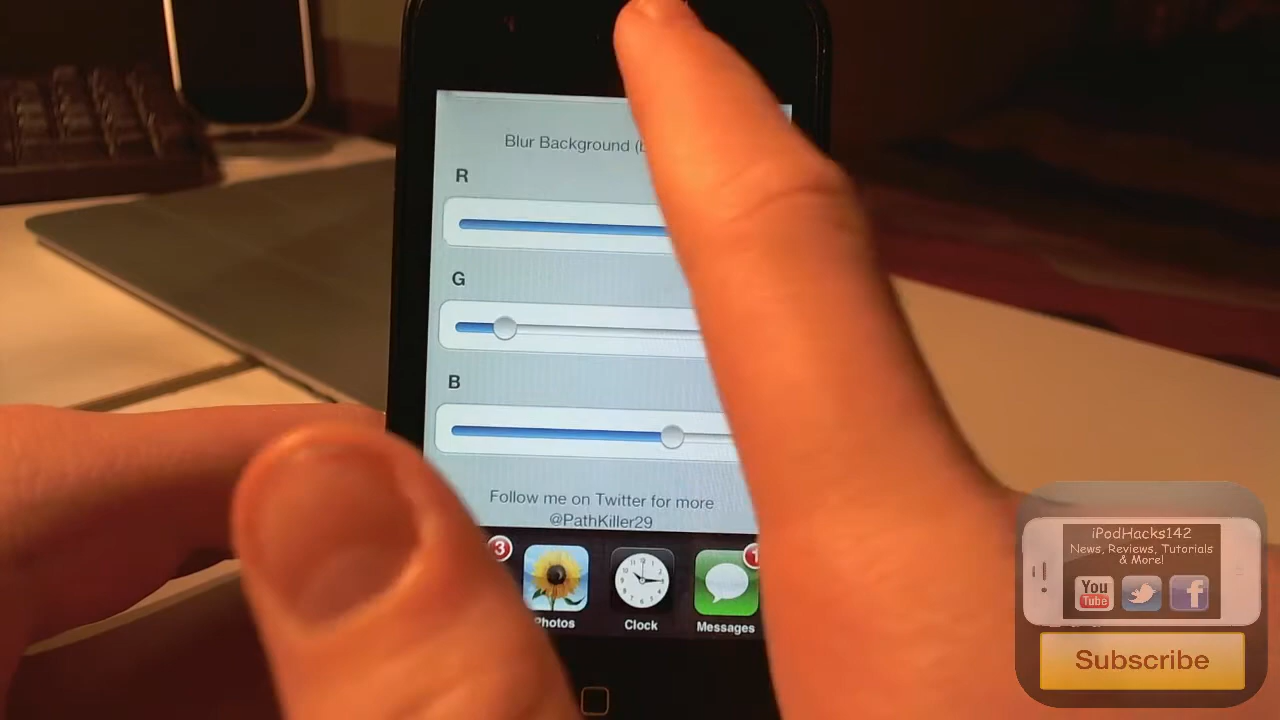 Blur Background (b
R
G
B
Follow me on Twitter for more
@PathKiller29
3
1
Photos
Clock
Messages
iPodHacks142
News, Reviews, Tutorials
& More!
You
Tube
f
Subscribe